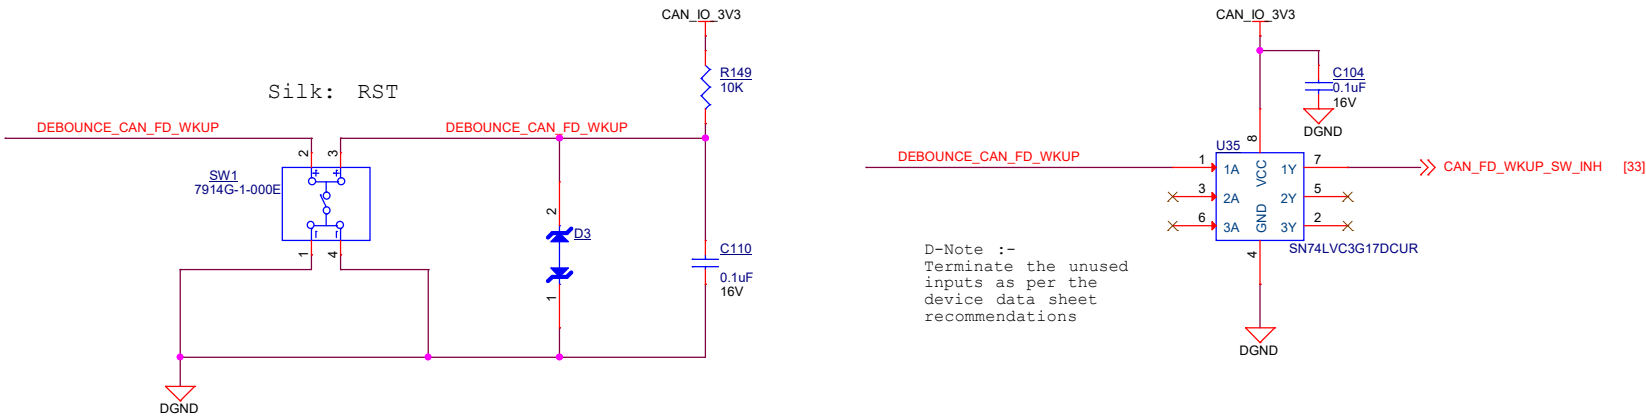 CAN_IO_3V3
R149
10K
Silk: RST
DEBOUNCE_CAN_FD_WKUP
DEBOUNCE_CAN_FD_WKUP
2
3
SW1
7914G-1-000E
1
4
2
D3
1
C110
0.1uF
16V
DGND
CAN_IO_3V3
C104
0.1uF
16V
DGND
8
U35
DEBOUNCE_CAN_FD_WKUP
1
1A
VCC
1Y
7
CAN_FD_WKUP_SW_INH [33]
3
2A
2Y
5
6
3A
GND
3Y
2
SN74LVC3G17DCUR
4
D-Note :-
Terminate the unused
inputs as per the
device data sheet
recommendations
DGND